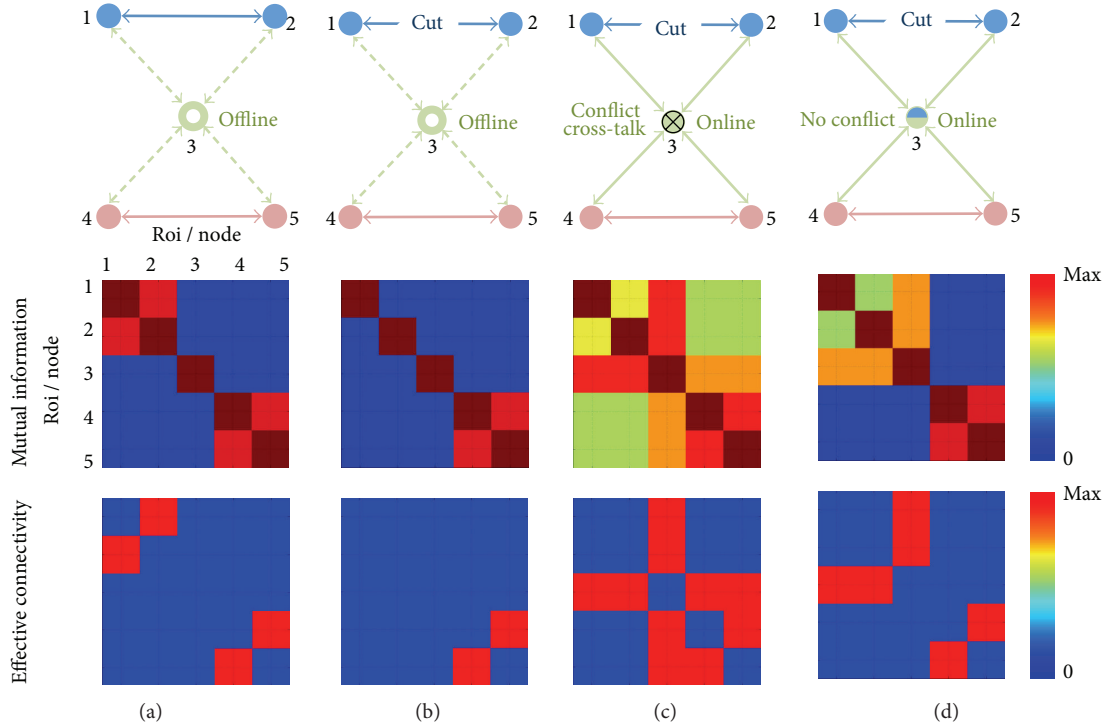 1
2
Offline
3
4
5
Roi / node
1 Cut 2
Offline
3
4
5
1 Cut 2
Conflict
cross-talk
Online
3
4
5
1 Cut 2
No conflict
Online
3
4
5
1 2 3 4 5
1
2
3
4
5
Mutual information
Roi / node
Max
0
Effective connectivity
Max
0
(a) (b) (c) (d)